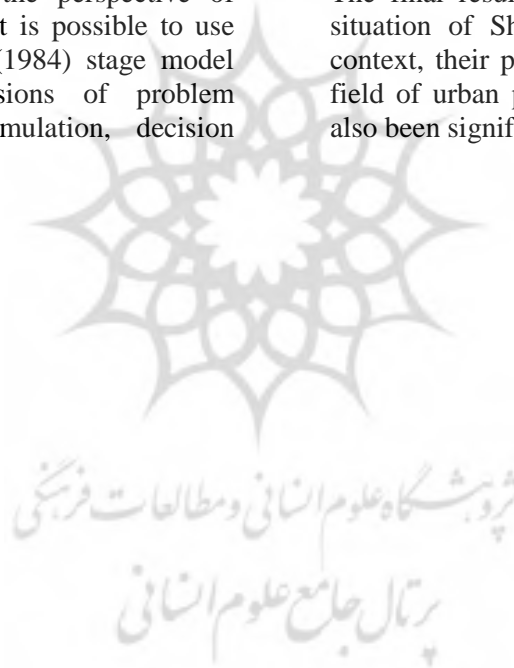 the perspective of
t is possible to use
(1984) stage model
sions of problem
mulation, decision
The final resul
situation of Sh
context, their p
field of urban p
also been signif
پژوهشگاه علوم انسانی و مطالعات فرهنگی
پرتال جامع علوم انسانی